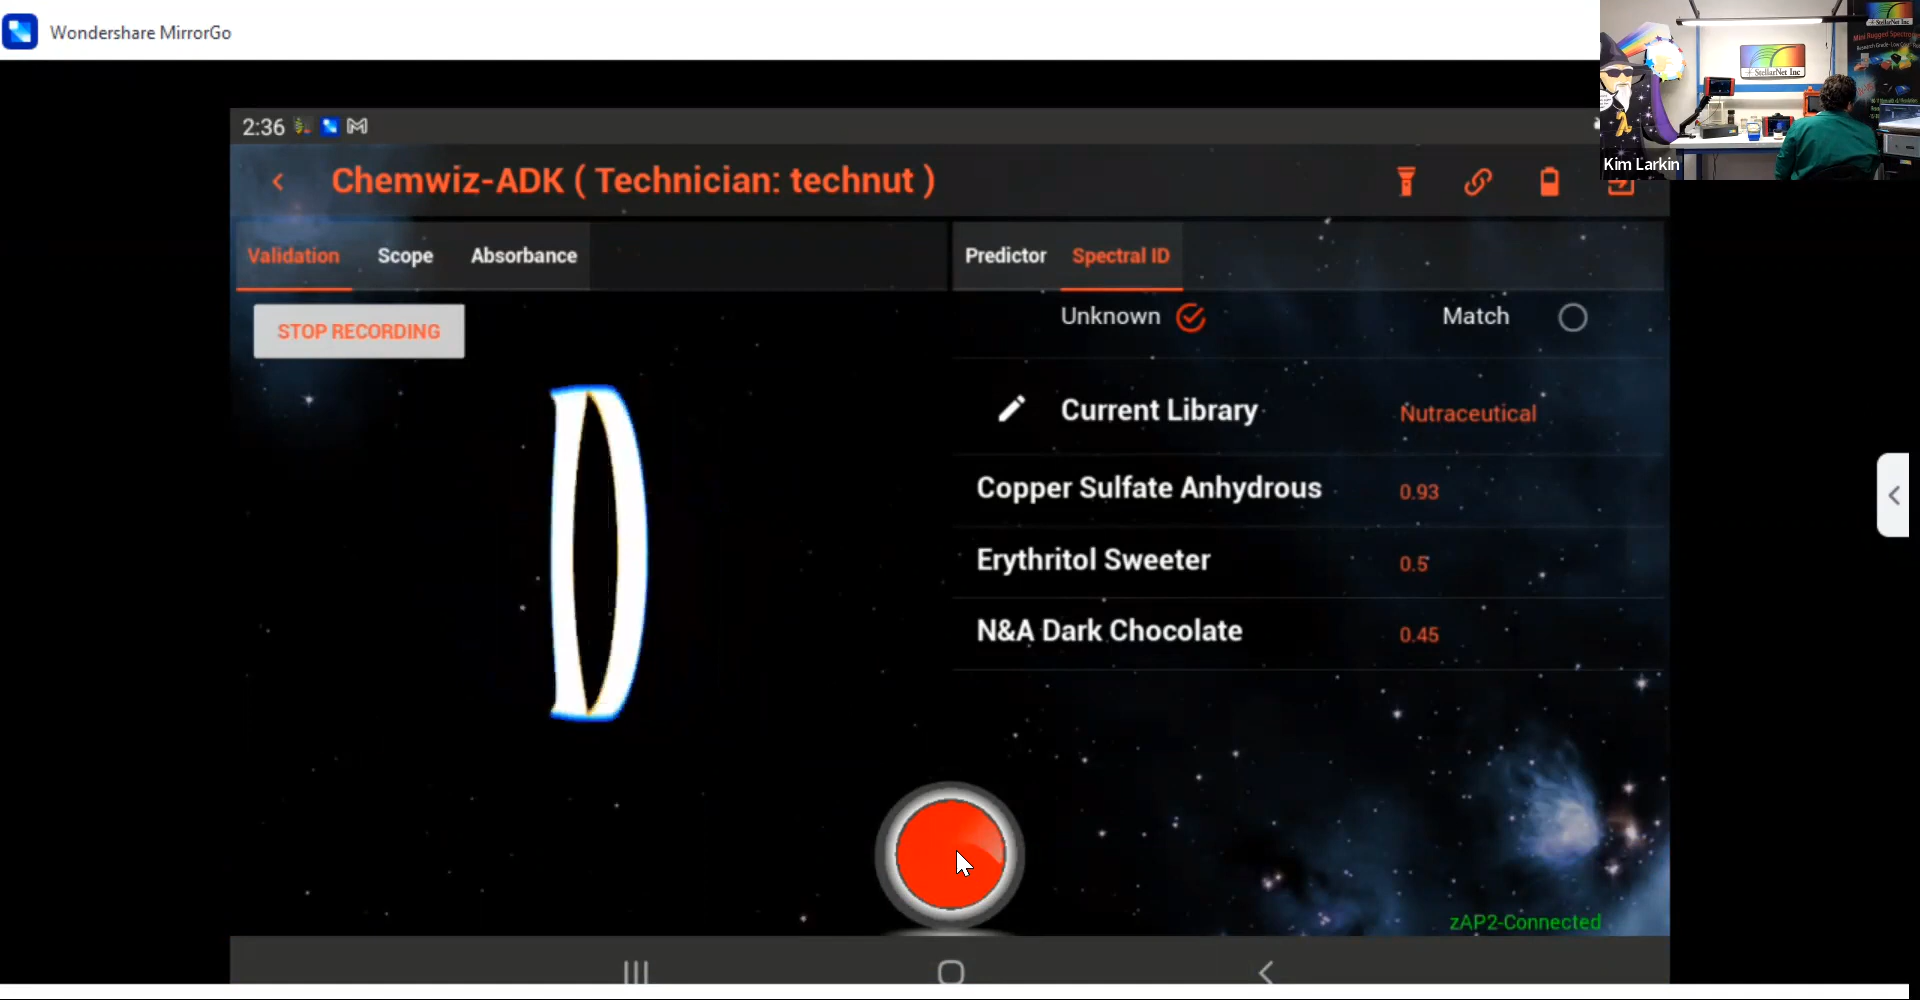 Wondershare MirrorGo
StellarNet Inc
Kim Larkin
2:36
Chemwiz-ADK ( Technician: technut )
Validation
Scope
Absorbance
Predictor
Spectral ID
STOP RECORDING
Unknown
Match
Current Library
Nutraceutical
Copper Sulfate Anhydrous
0.93
Erythritol Sweeter
0.5
N&A Dark Chocolate
0.45
zAP2-Connected